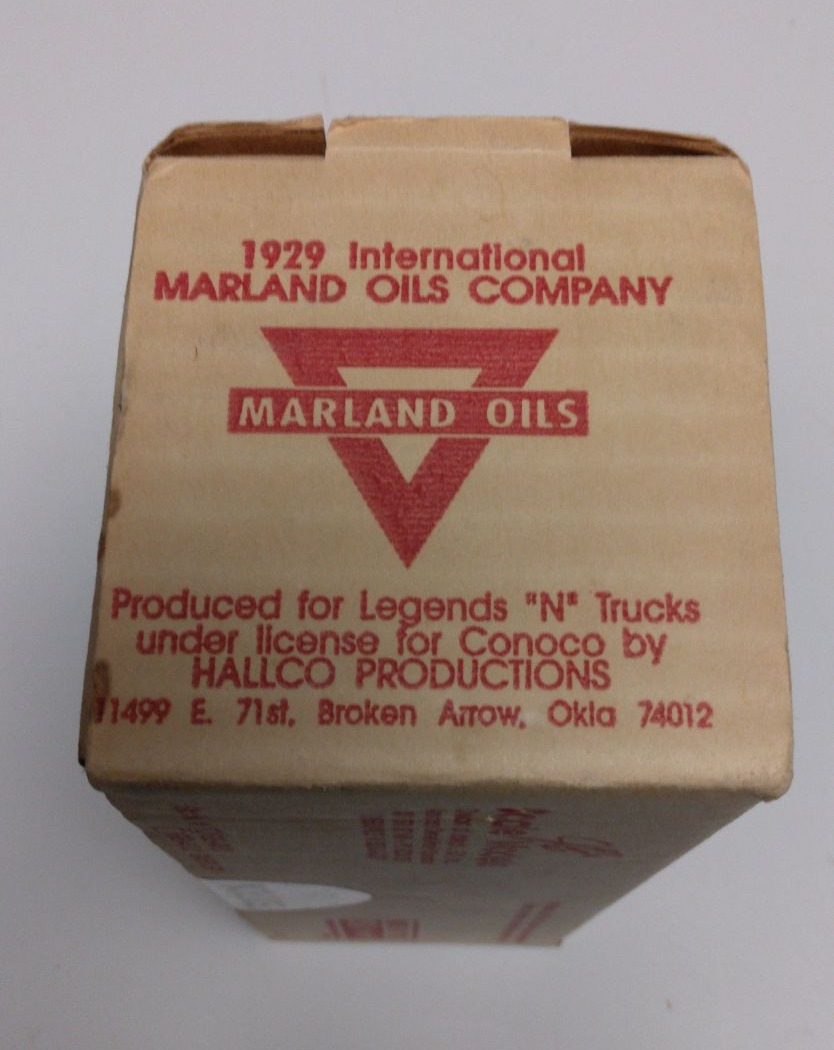 1929 International
MARLAND OILS COMPANY
MARLAND OILS
Produced for Legends "N" Trucks
under license for Conoco by
HALLCO PRODUCTIONS
11499 E. 71st, Broken Arrow, Okla 74012